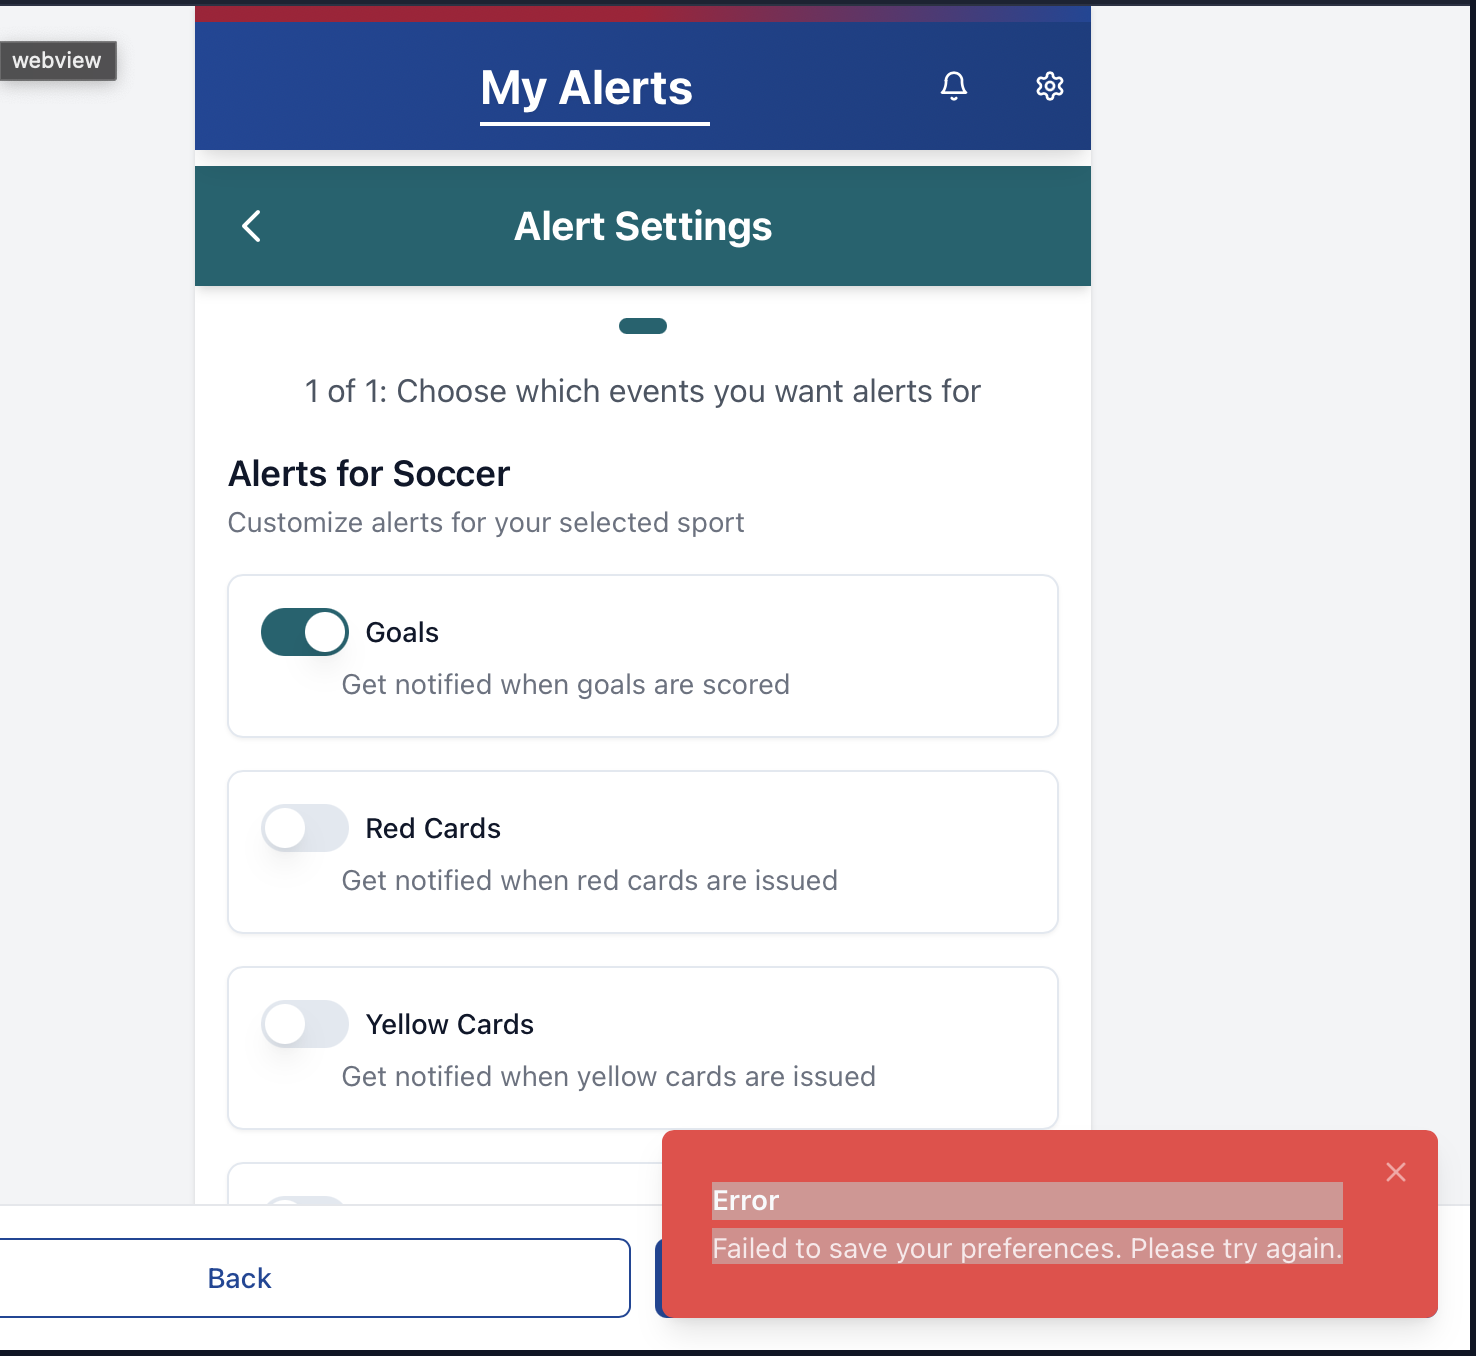 webview
My Alerts
Alert Settings
1 of 1: Choose which events you want alerts for
Alerts for Soccer
Customize alerts for your selected sport
Goals
Get notified when goals are scored
Red Cards
Get notified when red cards are issued
Yellow Cards
Get notified when yellow cards are issued
Error
Failed to save your preferences. Please try again.
Back